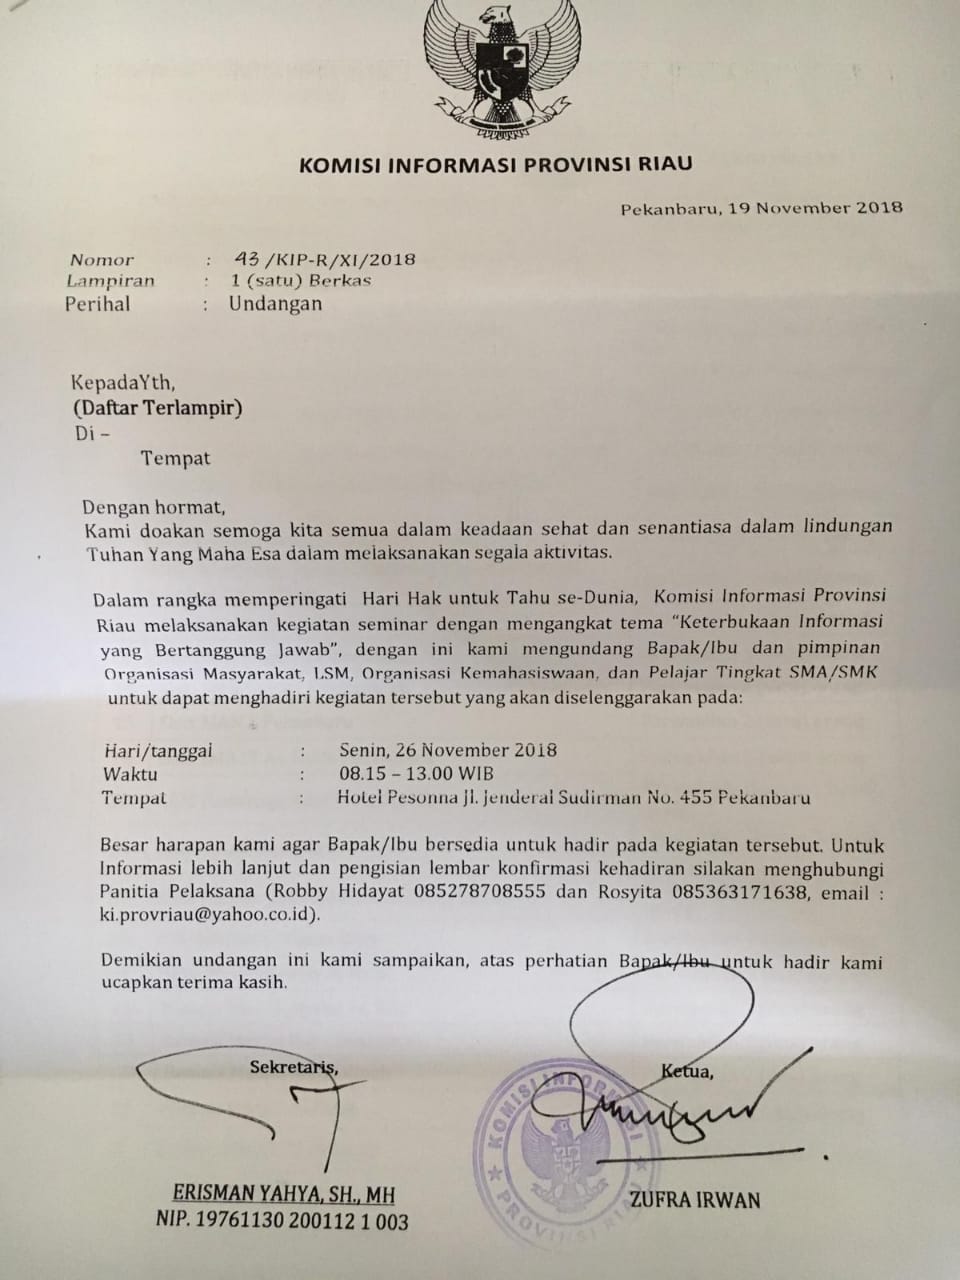 KOMISI INFORMASI PROVINSI RIAU
Pekanbaru, 19 November 2018
Nomor : 43 /KIP-R/XI/2018
Lampiran : 1 (satu) Berkas
Perihal : Undangan
KepadaYth,
(Daftar Terlampir)
Di –
Tempat
Dengan hormat,
Kami doakan semoga kita semua dalam keadaan sehat dan senantiasa dalam lindungan
Tuhan Yang Maha Esa dalam melaksanakan segala aktivitas.
Dalam rangka memperingati Hari Hak untuk Tahu se-Dunia, Komisi Informasi Provinsi
Riau melaksanakan kegiatan seminar dengan mengangkat tema “Keterbukaan Informasi
yang Bertanggung Jawab”, dengan ini kami mengundang Bapak/Ibu dan pimpinan
Organisasi Masyarakat, LSM, Organisasi Kemahasiswaan, dan Pelajar Tingkat SMA/SMK
untuk dapat menghadiri kegiatan tersebut yang akan diselenggarakan pada:
Hari/tanggal : Senin, 26 November 2018
Waktu : 08.15 – 13.00 WIB
Tempat : Hotel Pesonna Jl. Jenderal Sudirman No. 455 Pekanbaru
Besar harapan kami agar Bapak/Ibu bersedia untuk hadir pada kegiatan tersebut. Untuk
Informasi lebih lanjut dan pengisian lembar konfirmasi kehadiran silakan menghubungi
Panitia Pelaksana (Robby Hidayat 085278708555 dan Rosyita 085363171638, email :
ki.provriau@yahoo.co.id).
Demikian undangan ini kami sampaikan, atas perhatian Bapak/Ibu untuk hadir kami
ucapkan terima kasih.
Sekretaris,
Ketua,
KOMISI INFORMASI
PROVINSI RIAU
ERISMAN YAHYA, SH., MH
NIP. 19761130 200112 1 003
ZUFRA IRWAN